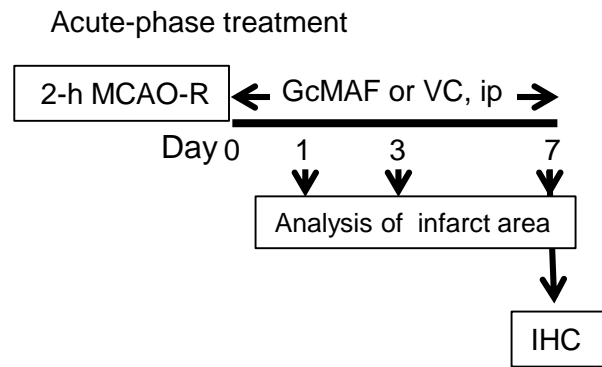 Acute-phase treatment
2-h MCAO-R
GcMAF or VC, ip
Day 0 1 3 7
Analysis of infarct area
IHC